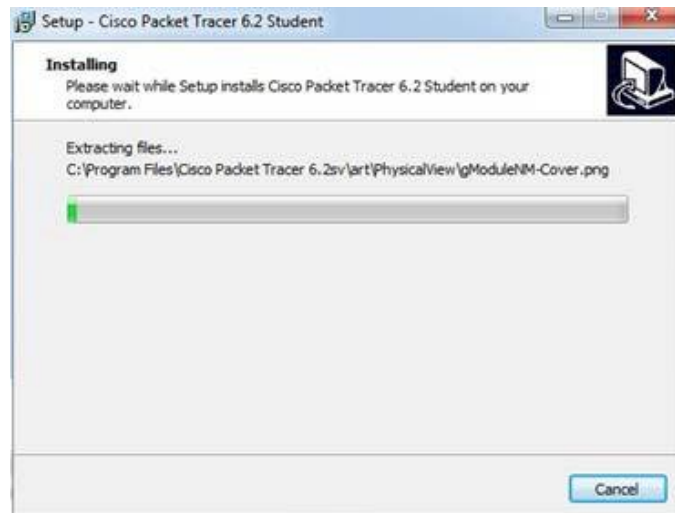 Setup - Cisco Packet Tracer 6.2 Student
Installing
Please wait while Setup installs Cisco Packet Tracer 6.2 Student on your
computer.
Extracting files...
C:\Program Files\Cisco Packet Tracer 6.2sv\art\PhysicalView\gModuleNM-Cover.png
Cancel